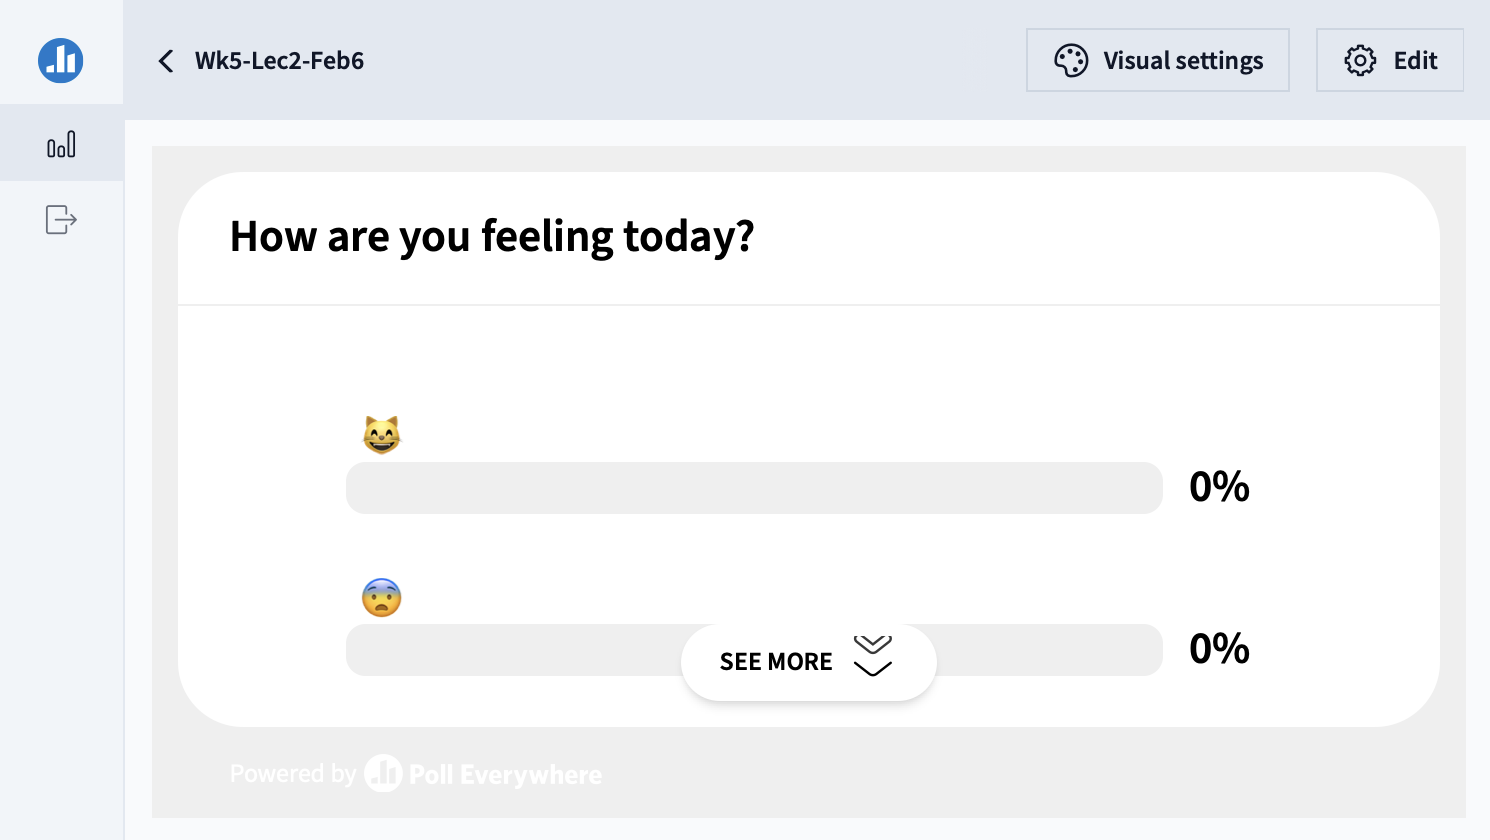 Wk5-Lec2-Feb6
Visual settings
Edit
How are you feeling today?
0%
0%
SEE MORE
Powered by Poll Everywhere